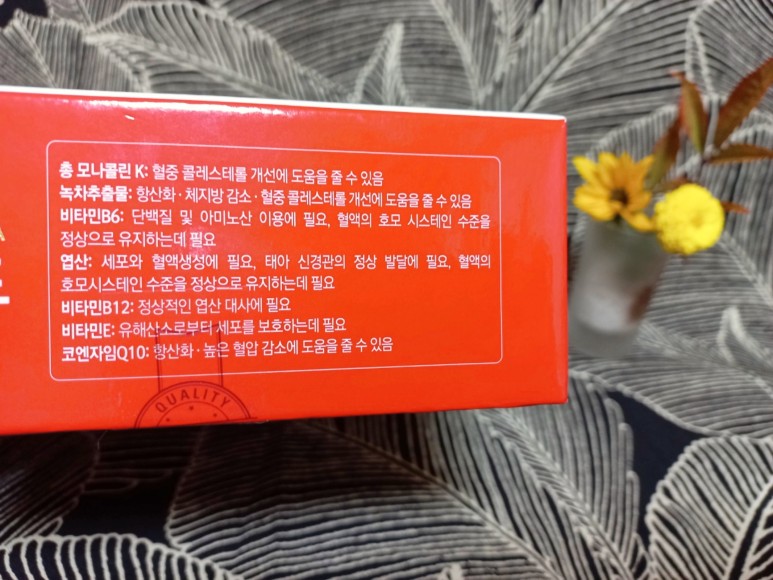 총 모나콜린 K: 혈중 콜레스테롤 개선에 도움을 줄 수 있음
녹차추출물: 항산화 · 체지방 감소 · 혈중 콜레스테롤 개선에 도움을 줄 수 있음
비타민B6: 단백질 및 아미노산 이용에 필요, 혈액의 호모 시스테인 수준을
정상으로 유지하는데 필요
엽산: 세포와 혈액생성에 필요, 태아 신경관의 정상 발달에 필요, 혈액의
호모시스테인 수준을 정상으로 유지하는데 필요
비타민B12: 정상적인 엽산 대사에 필요
비타민E: 유해산소로부터 세포를 보호하는데 필요
코엔자임Q10: 항산화 · 높은 혈압 감소에 도움을 줄 수 있음
QUALITY